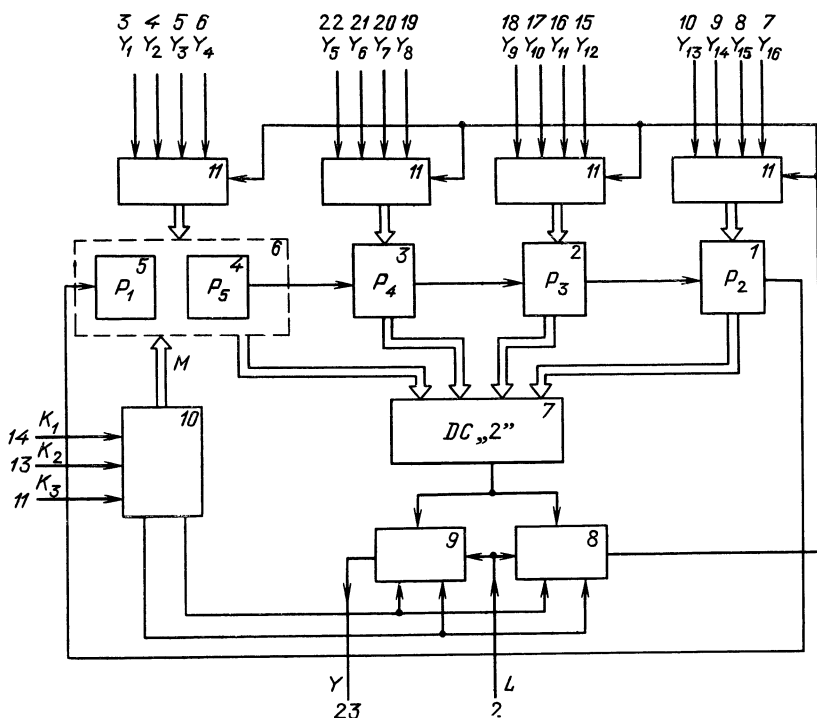 3 4 5 6 22 21 20 19 18 17 16 15 10 9 8 7
Y₁ Y₂ Y₃ Y₄ Y₅ Y₆ Y₇ Y₈ Y₉ Y₁₀ Y₁₁ Y₁₂ Y₁₃ Y₁₄ Y₁₅ Y₁₆
11 11 11 11
6
5 4 3 2 1
P₁ P₅ P₄ P₃ P₂
M
7
DC „2”
10
14 K₁
13 K₂
11 K₃
9 8
Y L
23 2